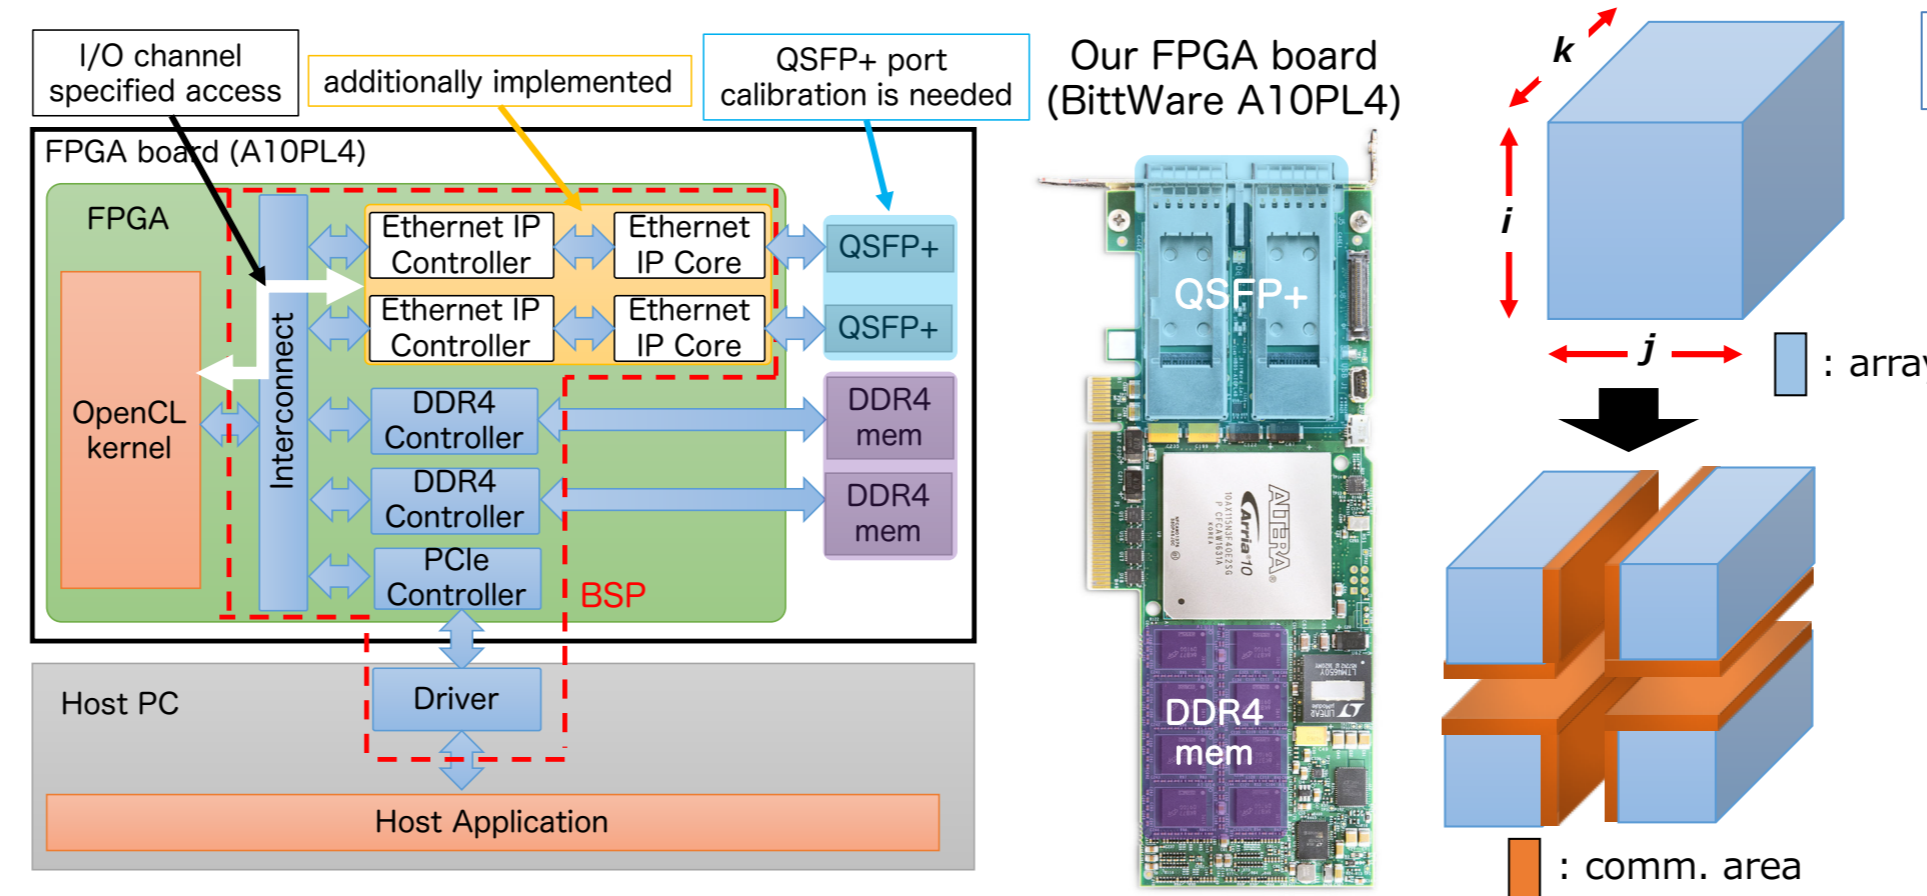 I/O channel
specified access
additionally implemented
QSFP+ port
calibration is needed
FPGA board (A10PL4)
FPGA
OpenCL
kernel
Interconnect
Ethernet IP
Controller
Ethernet
IP Core
QSFP+
Ethernet IP
Controller
Ethernet
IP Core
QSFP+
DDR4
Controller
DDR4
mem
DDR4
Controller
DDR4
mem
PCIe
Controller
BSP
Host PC
Driver
Host Application
Our FPGA board
(BittWare A10PL4)
QSFP+
ALTERA
Arria 10
KOREA
DDR4
mem
LINEAR
k
i
j
: array
: comm. area